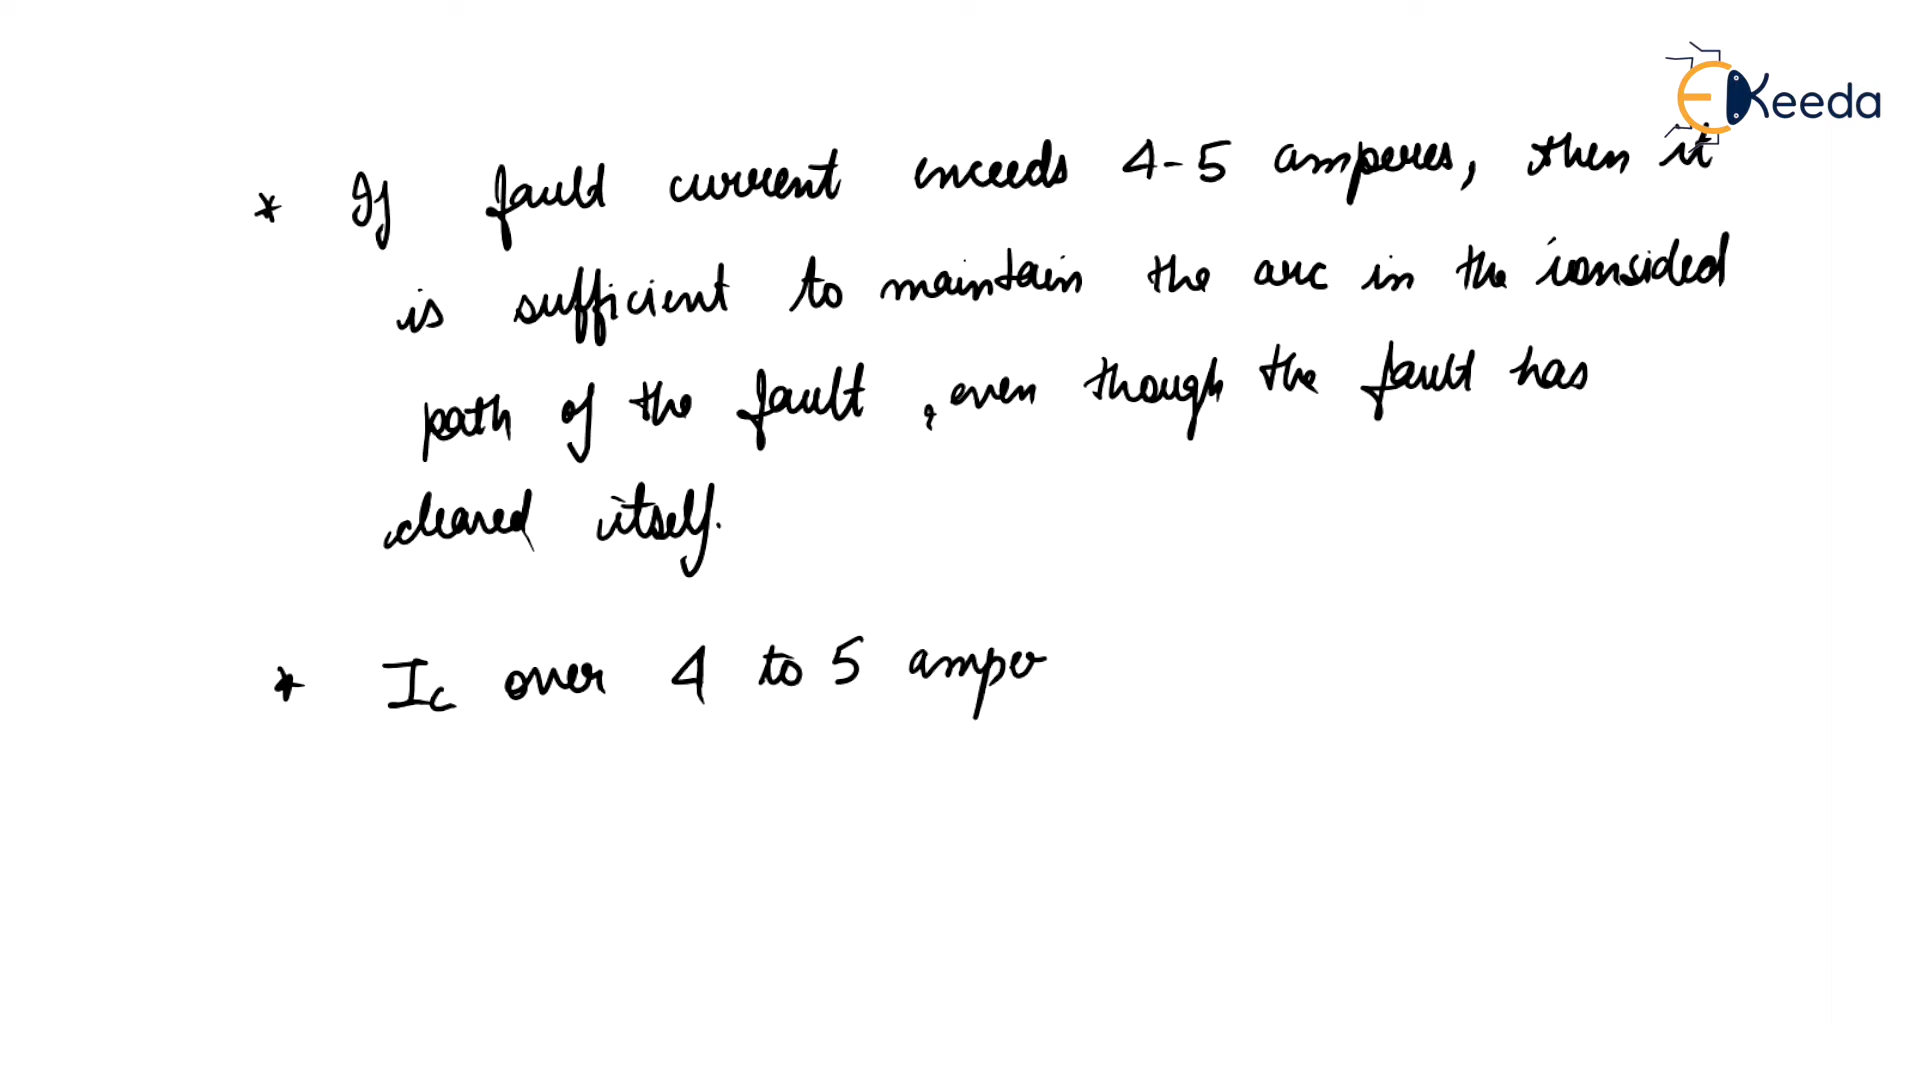 EKeeda
* If fault current exceeds 4-5 amperes, then it
is sufficient to maintain the arc in the ionsided
path of the fault, even though the fault has
cleared itself.
* Ic over 4 to 5 ampe